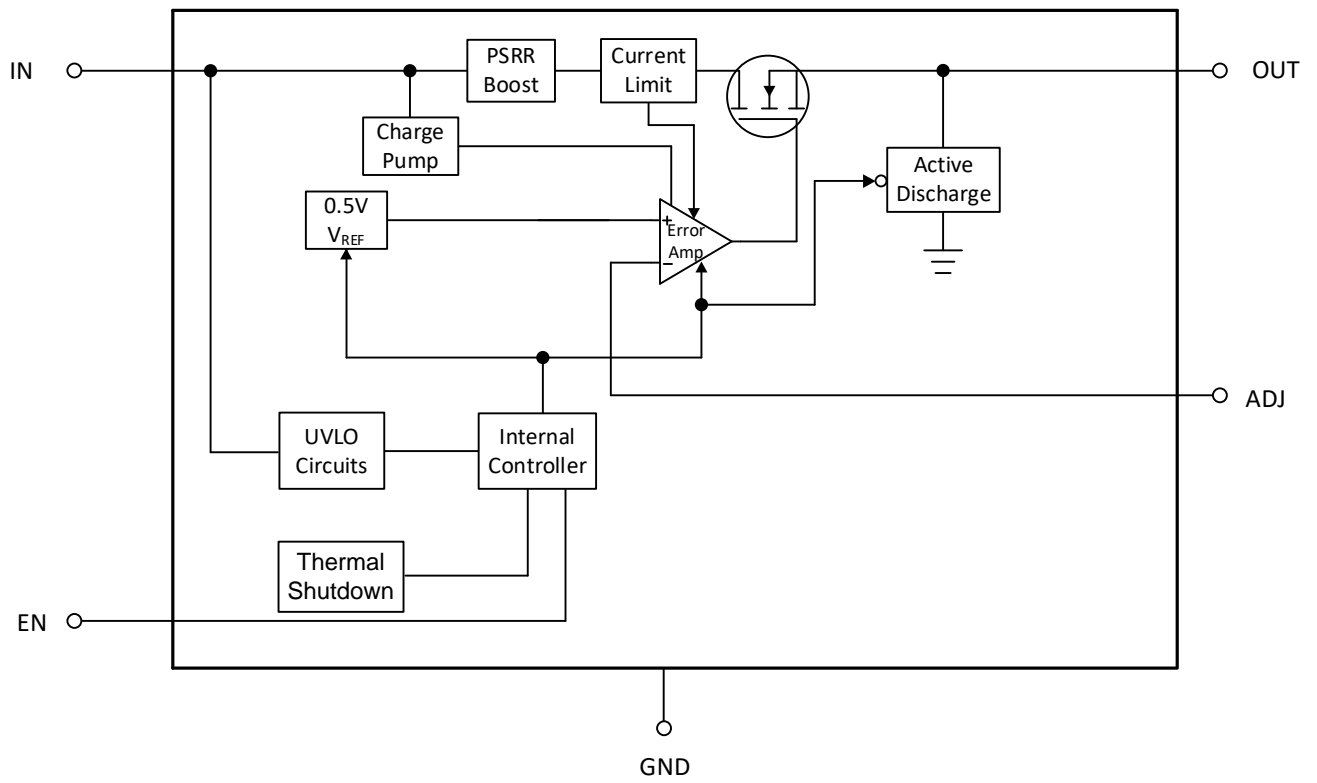 PSRR
Boost
Current
Limit
IN
OUT
Charge
Pump
Active
Discharge
0.5V
VREF
+
Error
Amp
−
ADJ
UVLO
Circuits
Internal
Controller
Thermal
Shutdown
EN
GND